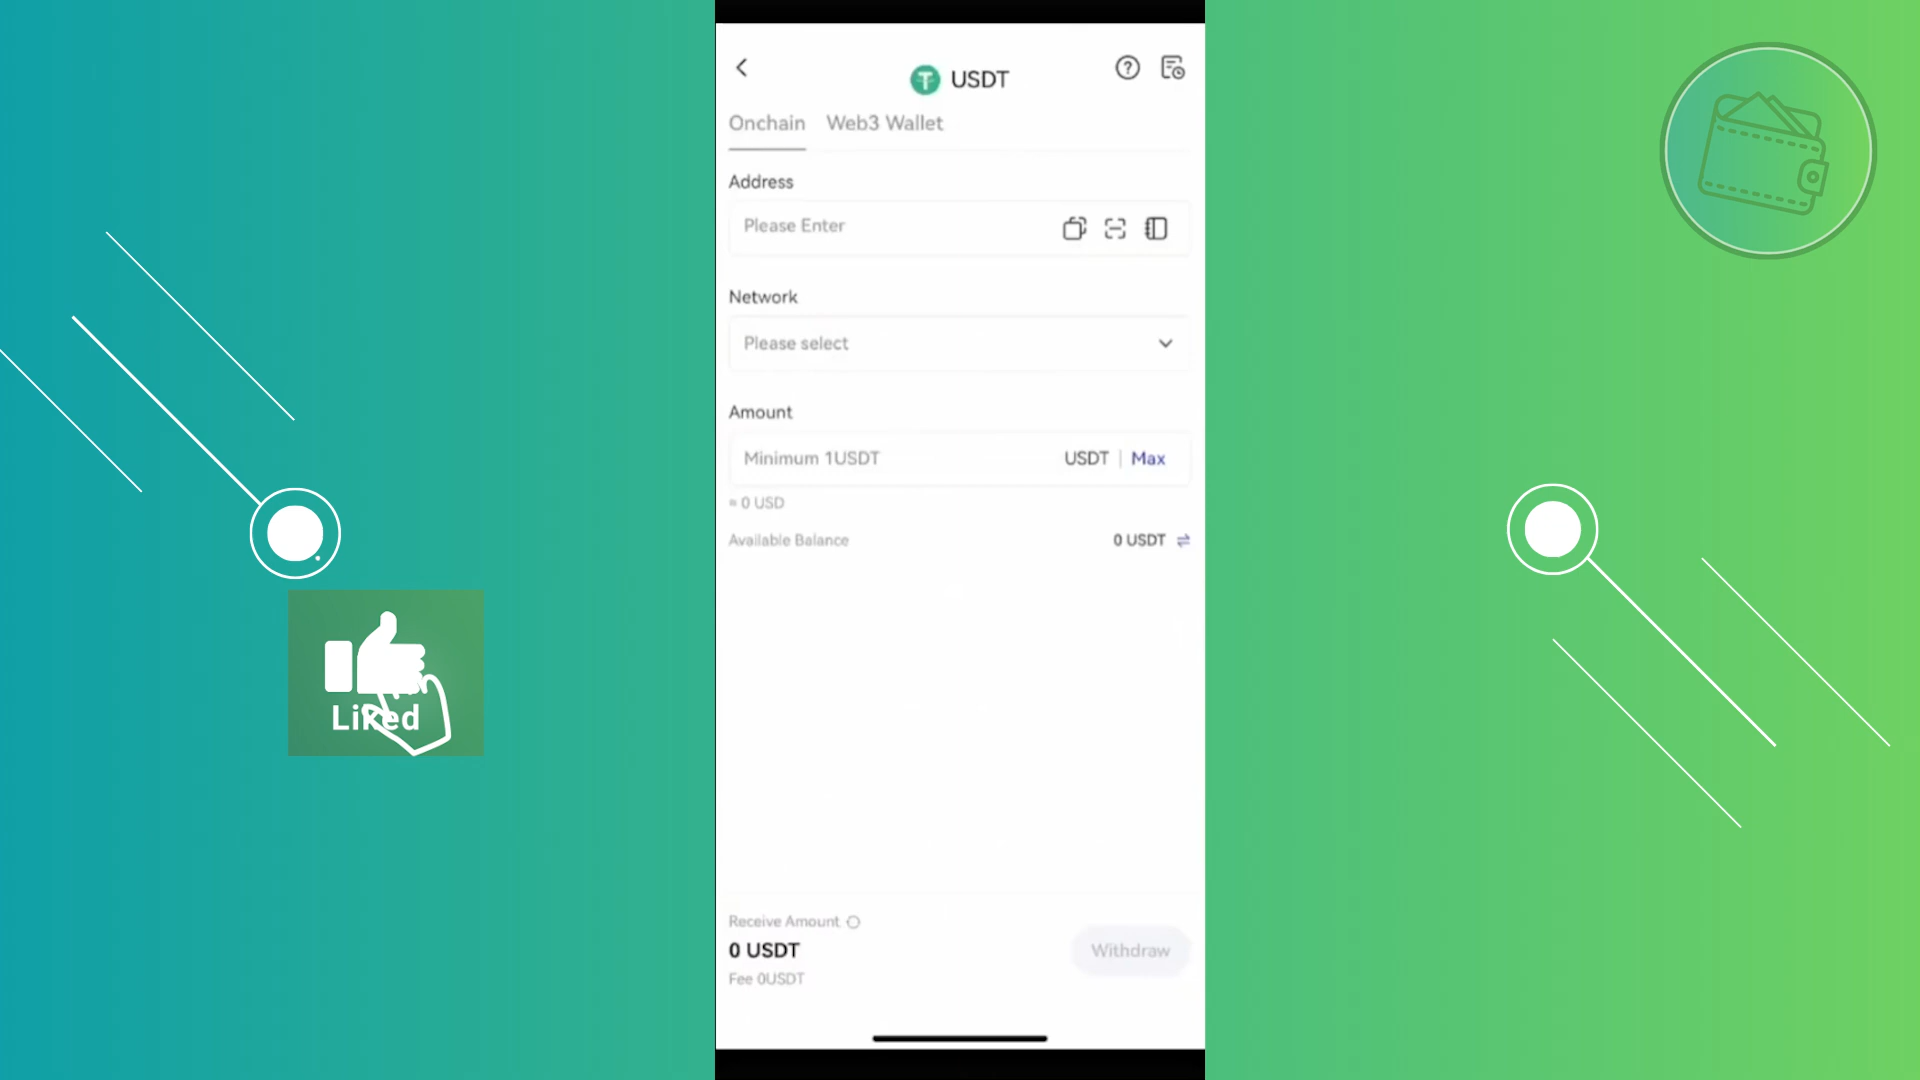 USDT
Onchain Web3 Wallet
Address
Please Enter
Network
Please select
Amount
Minimum 1USDT USDT | Max
≈ 0 USD
Available Balance 0 USDT
Receive Amount
0 USDT
Fee 0USDT
Withdraw
Liked